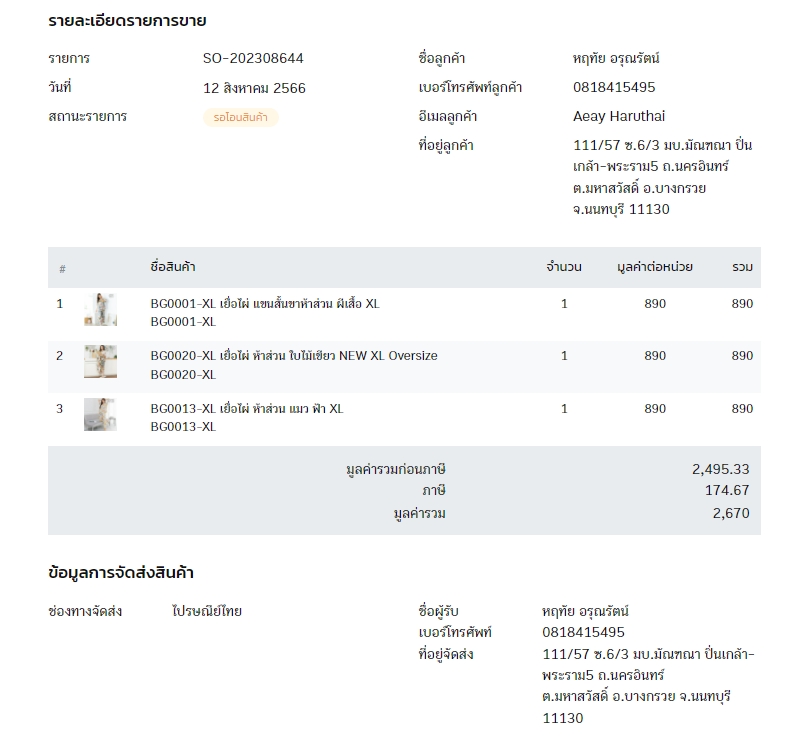 รายละเอียดรายการขาย
รายการ SO-202308644
วันที่ 12 สิงหาคม 2566
สถานะรายการ รอโอนสินค้า
ชื่อลูกค้า หฤทัย อรุณรัตน์
เบอร์โทรศัพท์ลูกค้า 0818415495
อีเมลลูกค้า Aeay Haruthai
ที่อยู่ลูกค้า 111/57 ซ.6/3 มบ.มัณฑณา ปิ่น
เกล้า-พระราม5 ถ.นครอินทร์
ต.มหาสวัสดิ์ อ.บางกรวย
จ.นนทบุรี 11130
# ชื่อสินค้า จำนวน มูลค่าต่อหน่วย รวม
1 BG0001-XL เยื่อไผ่ แขนสั้นขาห้าส่วน ผีเสื้อ XL 1 890 890
BG0001-XL
2 BG0020-XL เยื่อไผ่ ห้าส่วน ใบไม้เขียว NEW XL Oversize 1 890 890
BG0020-XL
3 BG0013-XL เยื่อไผ่ ห้าส่วน แมว ฟ้า XL 1 890 890
BG0013-XL
มูลค่ารวมก่อนภาษี 2,495.33
ภาษี 174.67
มูลค่ารวม 2,670
ข้อมูลการจัดส่งสินค้า
ช่องทางจัดส่ง ไปรษณีย์ไทย
ชื่อผู้รับ หฤทัย อรุณรัตน์
เบอร์โทรศัพท์ 0818415495
ที่อยู่จัดส่ง 111/57 ซ.6/3 มบ.มัณฑณา ปิ่นเกล้า-
พระราม5 ถ.นครอินทร์
ต.มหาสวัสดิ์ อ.บางกรวย จ.นนทบุรี
11130